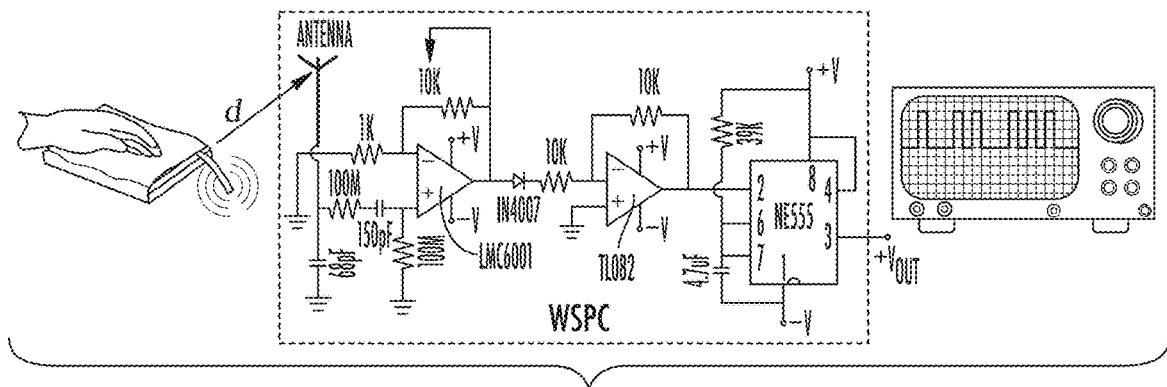 ANTENNA
d
10K
1K
+V
-V
100M
150pF
68pF
100M
LMC6001
IN4007
10K
10K
+V
-V
TL082
39K
+V
2
6
7
8
4
3
NE555
4.7uF
-V
+VOUT
WSPC